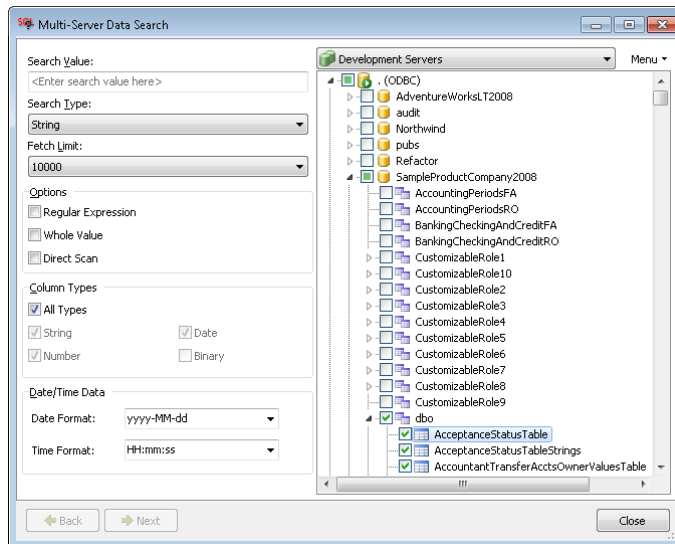 SQL Multi-Server Data Search
Search Value:
<Enter search value here>
Search Type:
String
Fetch Limit:
10000
Options
Regular Expression
Whole Value
Direct Scan
Column Types
All Types
String
Date
Number
Binary
Date/Time Data
Date Format:
yyyy-MM-dd
Time Format:
HH:mm:ss
Development Servers
Menu
. (ODBC)
AdventureWorksLT2008
audit
Northwind
pubs
Refactor
SampleProductCompany2008
AccountingPeriodsFA
AccountingPeriodsRO
BankingCheckingAndCreditFA
BankingCheckingAndCreditRO
CustomizableRole1
CustomizableRole10
CustomizableRole2
CustomizableRole3
CustomizableRole4
CustomizableRole5
CustomizableRole6
CustomizableRole7
CustomizableRole8
CustomizableRole9
dbo
AcceptanceStatusTable
AcceptanceStatusTableStrings
AccountantTransferAcctsOwnerValuesTable
Back
Next
Close